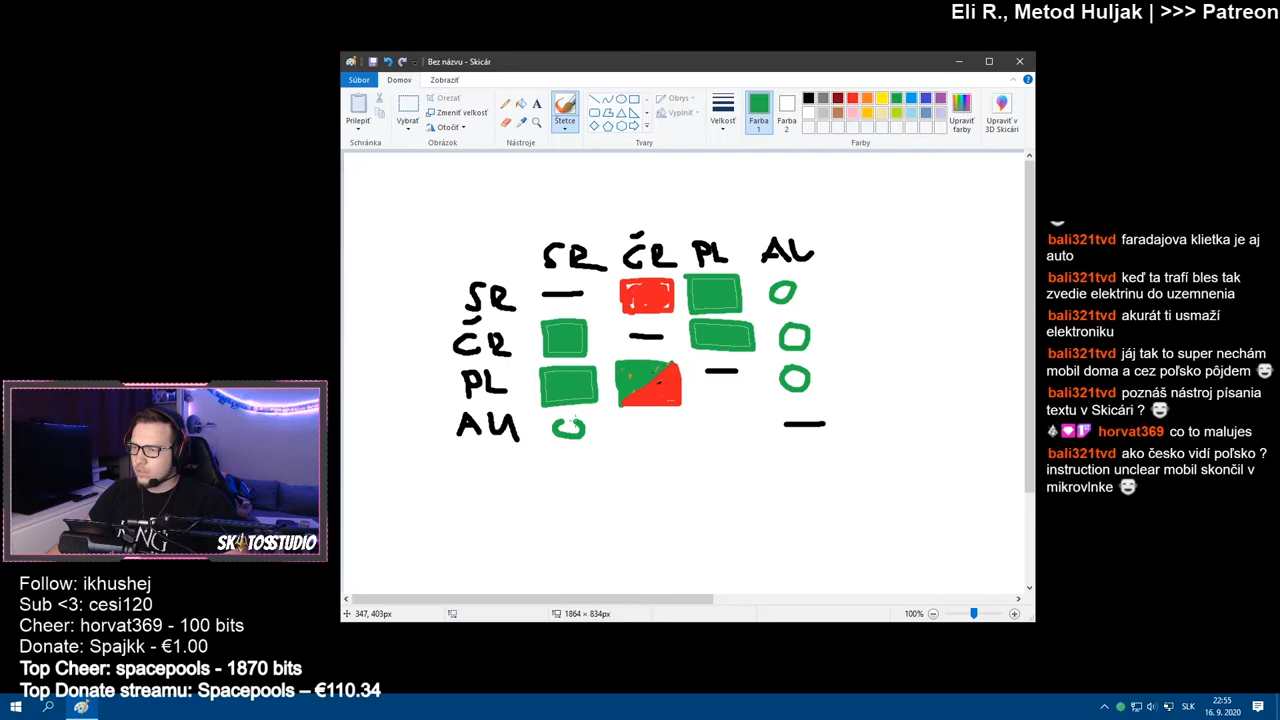 Eli R., Metod Huljak | >>> Patreon
Bez názvu - Skicár
Súbor Domov Zobraziť
Prilepiť
Schránka
Vybrať
Orezať
Zmeniť veľkosť
Otočiť
Obrázok
A
Nástroje
Štetce
Obrys
Vyplniť
Tvary
Veľkosť
Farba 1
Farba 2
Upraviť farby
Upraviť v 3D Skicári
Farby
SR ČR PL AU
SR
ČR
PL
AU
347, 403px
1864 × 834px
100%
bali321tvd faradajova klietka je aj
auto
bali321tvd keď ta trafí bles tak
zvedie elektrinu do uzemnenia
bali321tvd akurát ti usmaží
elektroniku
bali321tvd jáj tak to super nechám
mobil doma a cez poľsko pôjdem
bali321tvd poznáš nástroj písania
textu v Skicári ?
horvat369 co to malujes
bali321tvd ako česko vidí poľsko ?
instruction unclear mobil skončil v
mikrovlnke
SK TOSSTUDIO
Follow: ikhushej
Sub <3: cesi120
Cheer: horvat369 - 100 bits
Donate: Spajkk – €1.00
Top Cheer: spacepools - 1870 bits
Top Donate streamu: Spacepools – €110.34
SLK
22:55
16. 9. 2020